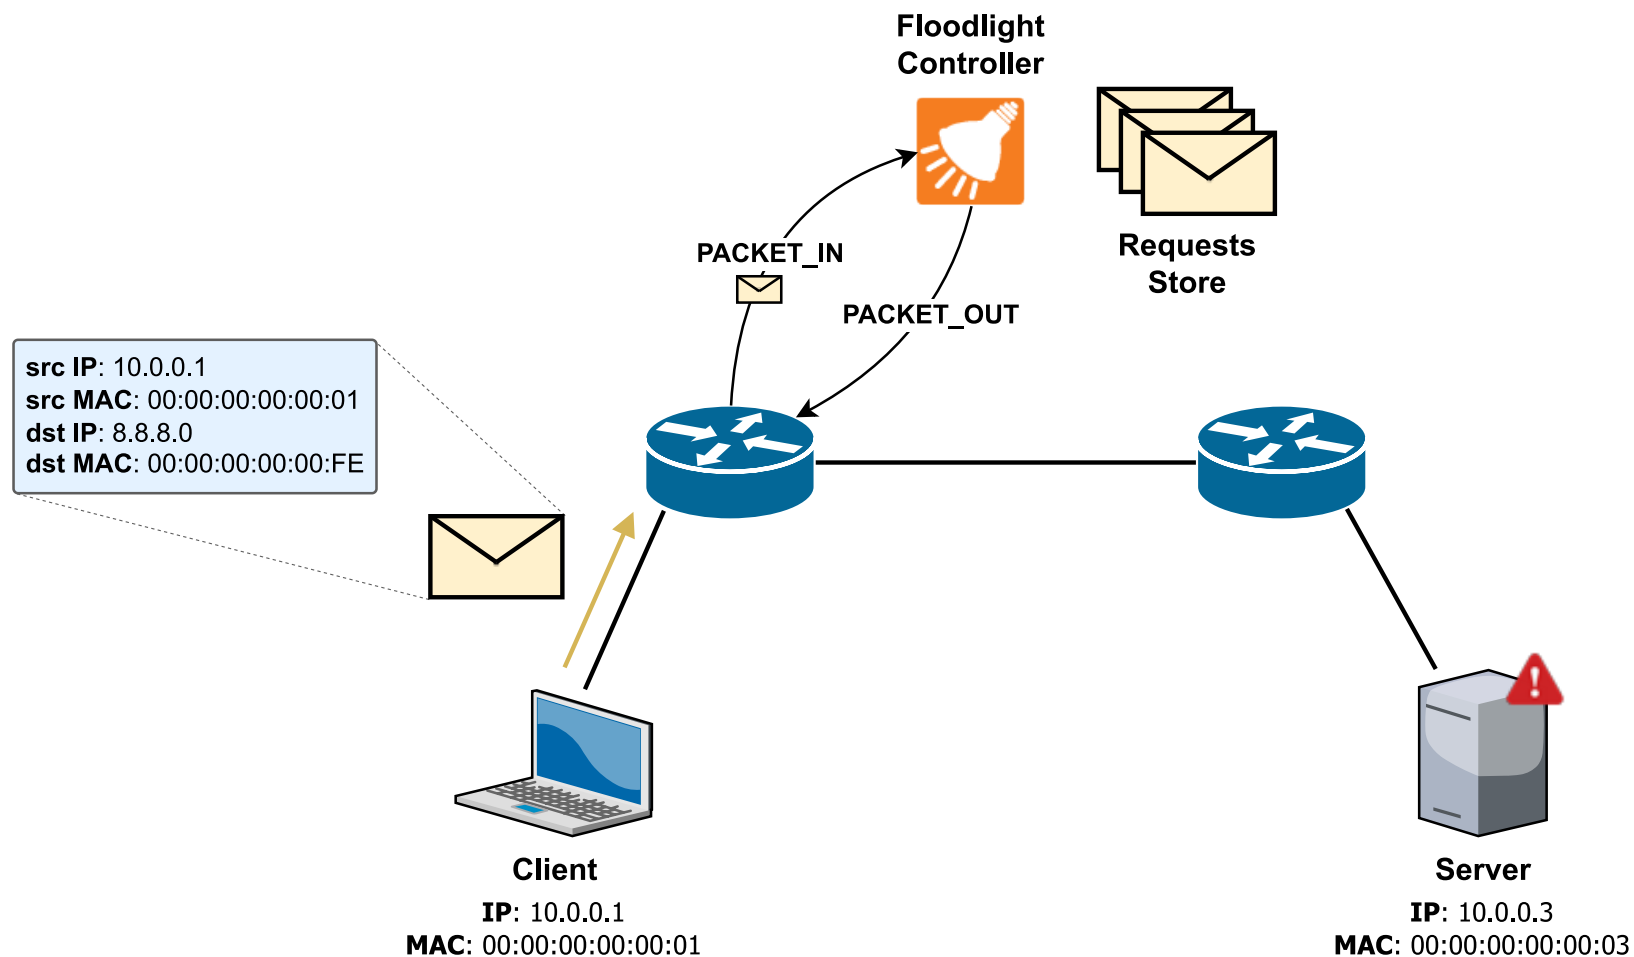 Floodlight
Controller
Requests
Store
PACKET_IN
PACKET_OUT
src IP: 10.0.0.1
src MAC: 00:00:00:00:00:01
dst IP: 8.8.8.0
dst MAC: 00:00:00:00:00:FE
Client
IP: 10.0.0.1
MAC: 00:00:00:00:00:01
Server
IP: 10.0.0.3
MAC: 00:00:00:00:00:03